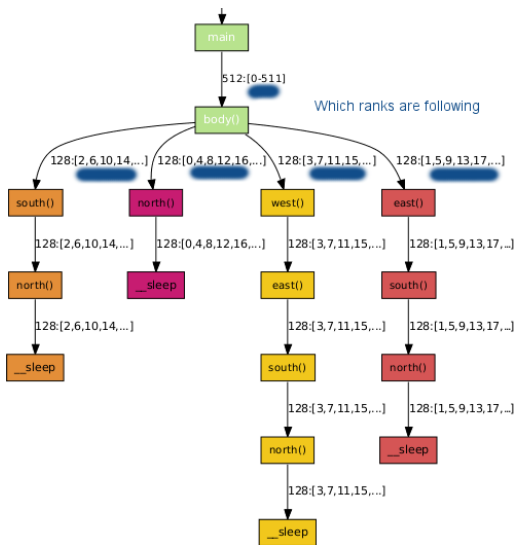 main
512:[0-511]
Which ranks are following
body()
128:[2,6,10,14,...] 128:[0,4,8,12,16,...] 128:[3,7,11,15,...] 128:[1,5,9,13,17,...]
south() north() west() east()
128:[2,6,10,14,...] 128:[0,4,8,12,16,...] 128:[3,7,11,15,...] 128:[1,5,9,13,17,...]
north() __sleep east() south()
128:[2,6,10,14,...] 128:[3,7,11,15,...] 128:[1,5,9,13,17,...]
__sleep south() north()
128:[3,7,11,15,...] 128:[1,5,9,13,17,...]
north() __sleep
128:[3,7,11,15,...]
__sleep